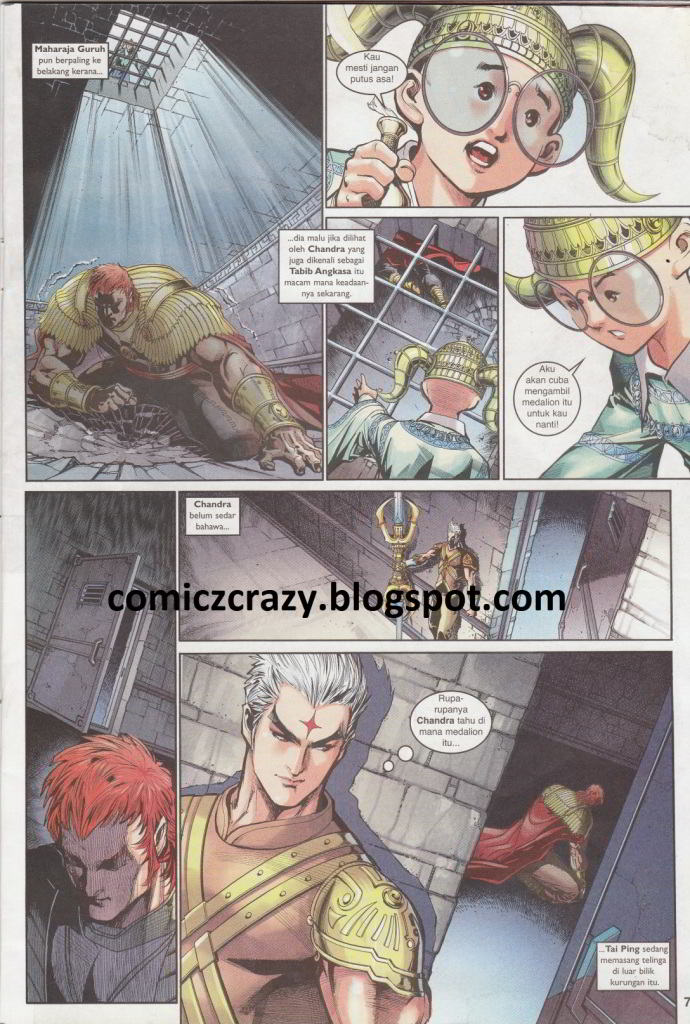 Maharaja Guruh
pun berpaling ke
belakang kerana...
Kau
mesti jangan
putus asa!
...dia malu jika dilihat
oleh Chandra yang
juga dikenali sebagai
Tabib Angkasa itu
macam mana keadaan-
nya sekarang.
Aku
akan cuba
mengambil
medalion itu
untuk kau
nanti!
Chandra
belum sedar
bahawa...
comiczcrazy.blogspot.com
Rupa-
rupanya
Chandra tahu di
mana medalion
itu...
...Tai Ping sedang
memasang telinga
di luar bilik
kurungan itu.
7